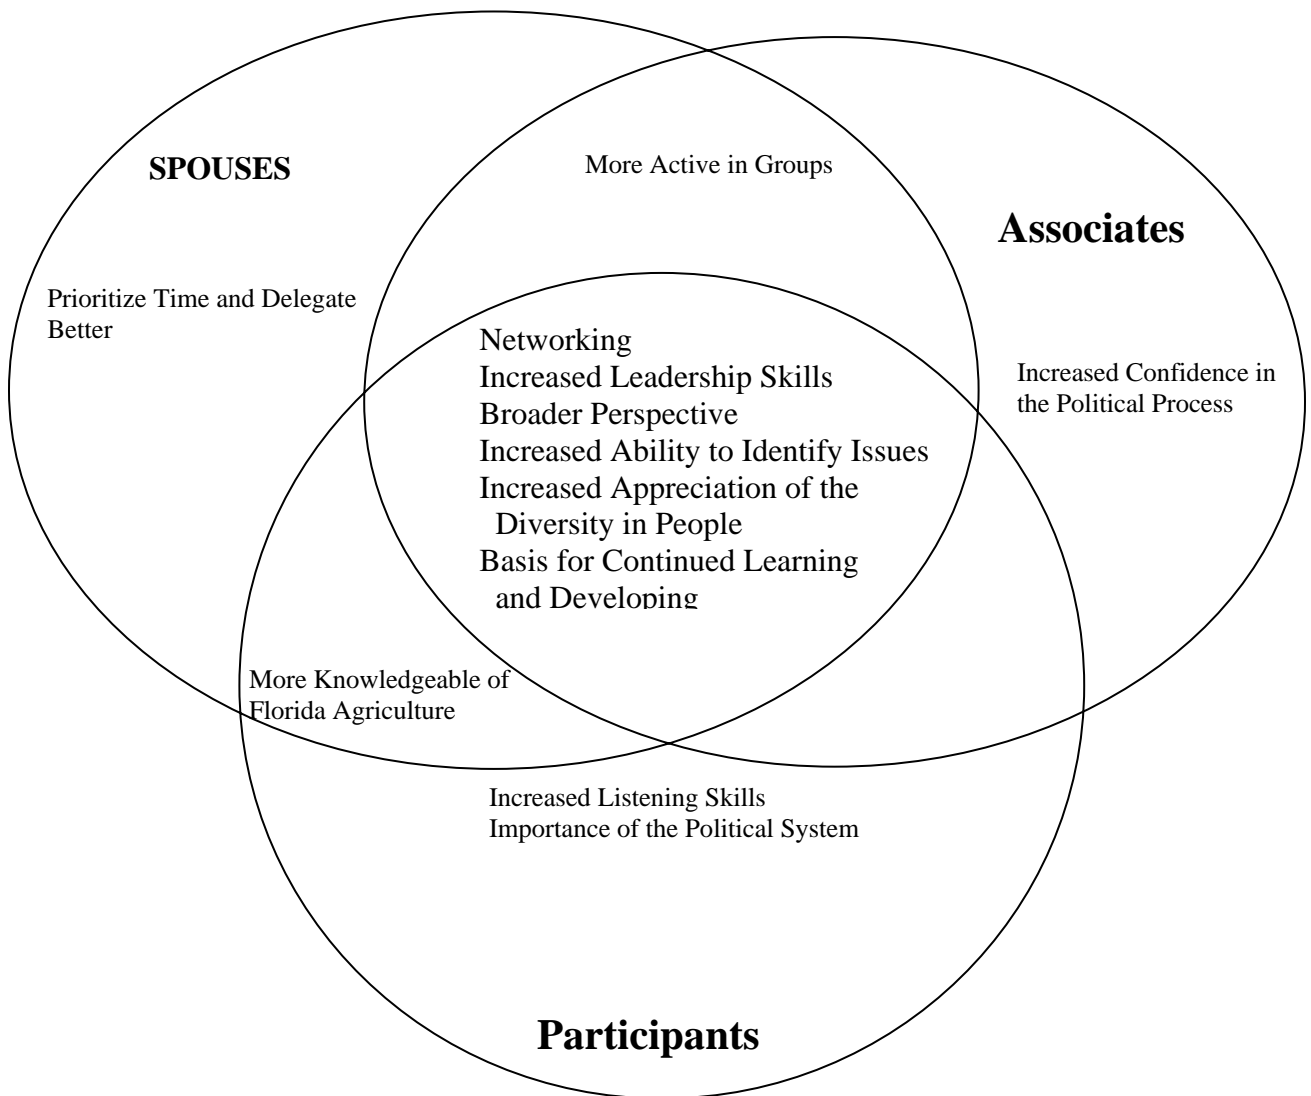 SPOUSES
More Active in Groups
Associates
Prioritize Time and Delegate
Better
Networking
Increased Leadership Skills
Broader Perspective
Increased Ability to Identify Issues
Increased Appreciation of the
Diversity in People
Basis for Continued Learning
and Developing
Increased Confidence in
the Political Process
More Knowledgeable of
Florida Agriculture
Increased Listening Skills
Importance of the Political System
Participants